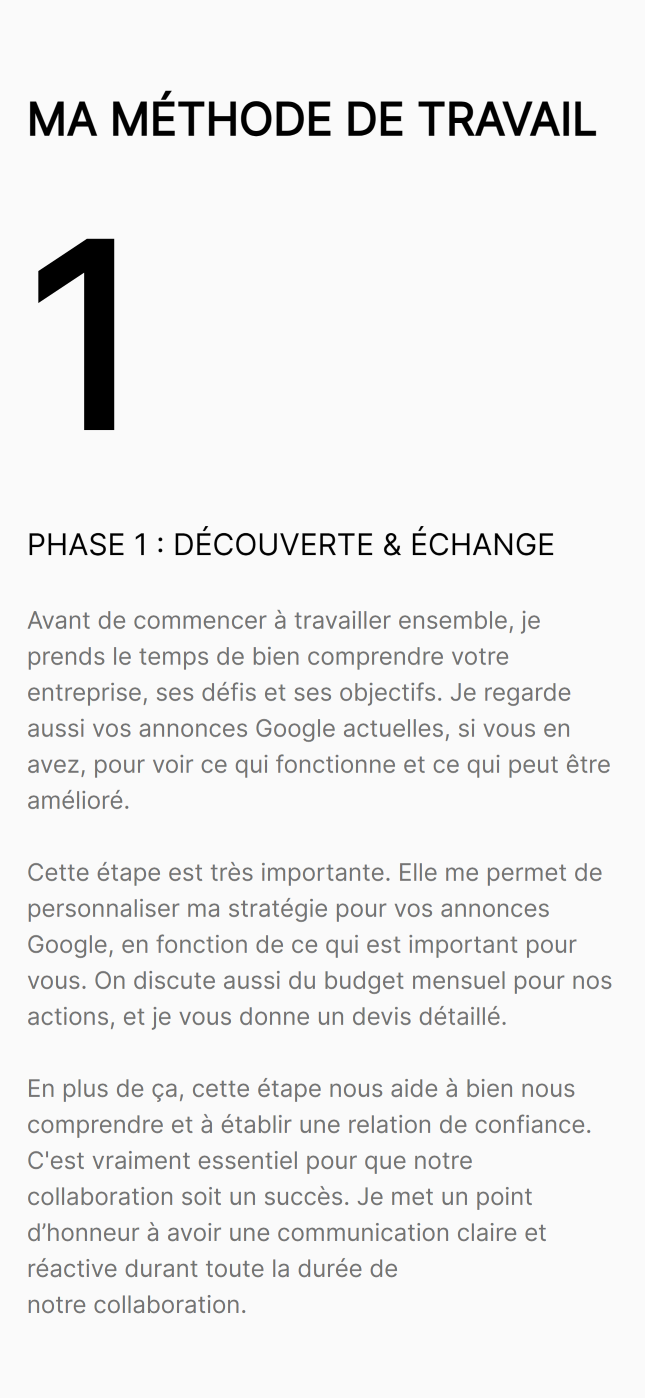 MA MÉTHODE DE TRAVAIL
1
PHASE 1 : DÉCOUVERTE & ÉCHANGE
Avant de commencer à travailler ensemble, je
prends le temps de bien comprendre votre
entreprise, ses défis et ses objectifs. Je regarde
aussi vos annonces Google actuelles, si vous en
avez, pour voir ce qui fonctionne et ce qui peut être
amélioré.
Cette étape est très importante. Elle me permet de
personnaliser ma stratégie pour vos annonces
Google, en fonction de ce qui est important pour
vous. On discute aussi du budget mensuel pour nos
actions, et je vous donne un devis détaillé.
En plus de ça, cette étape nous aide à bien nous
comprendre et à établir une relation de confiance.
C'est vraiment essentiel pour que notre
collaboration soit un succès. Je met un point
d’honneur à avoir une communication claire et
réactive durant toute la durée de
notre collaboration.